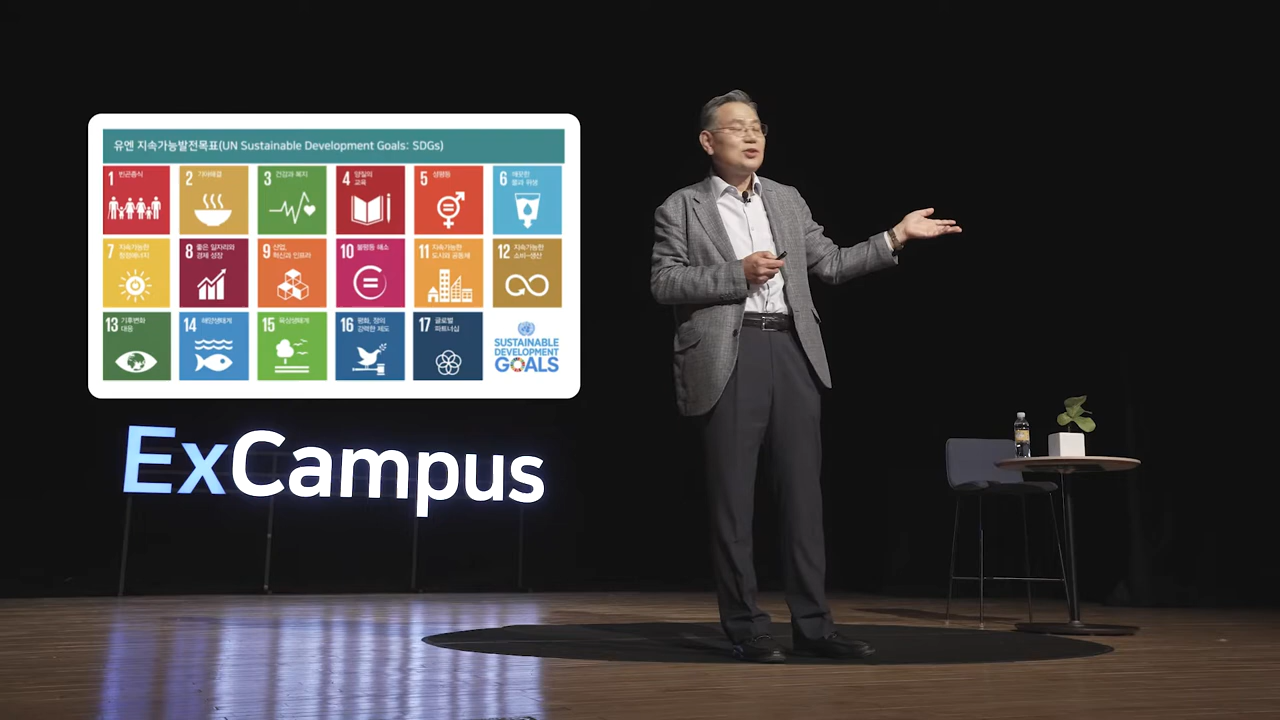 유엔 지속가능발전목표(UN Sustainable Development Goals: SDGs)
1 빈곤종식
2 기아해결
3 건강과 복지
4 양질의
교육
5 성평등
6 깨끗한
물과 위생
7 지속가능한
청정에너지
8 좋은 일자리와
경제 성장
9 산업,
혁신과 인프라
10 불평등 해소
11 지속가능한
도시와 공동체
12 지속가능한
소비-생산
13 기후변화
대응
14 해양생태계
15 육상생태계
16 평화, 정의
강력한 제도
17 글로벌
파트너십
SUSTAINABLE
DEVELOPMENT
GOALS
ExCampus